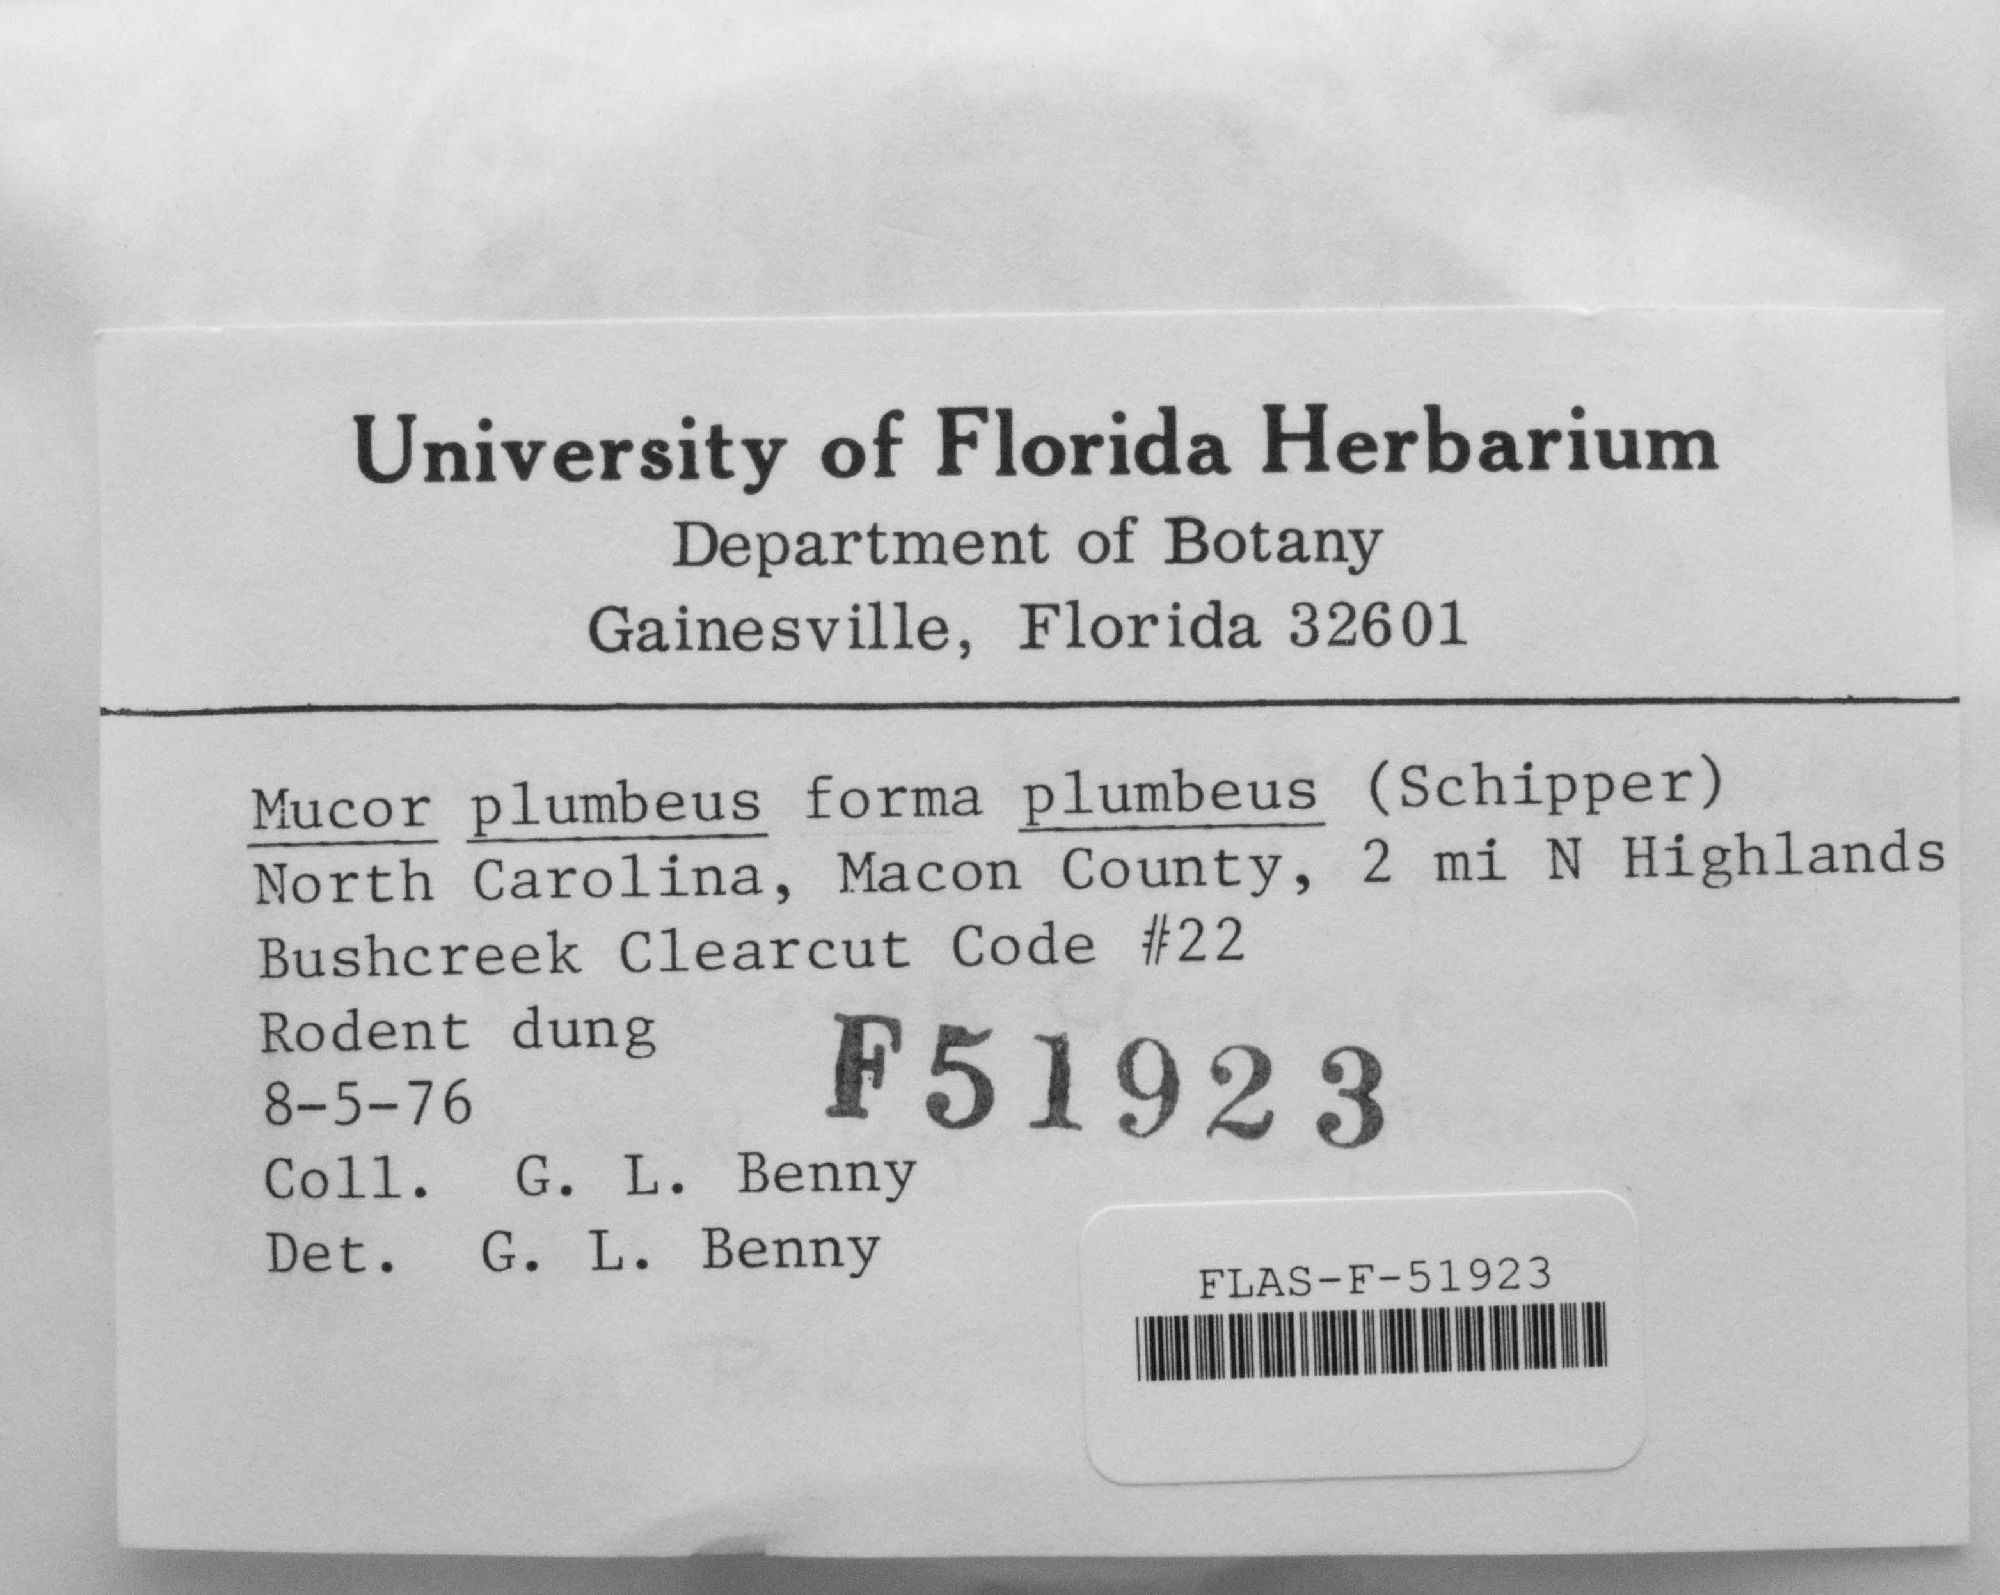 University of Florida Herbarium
Department of Botany
Gainesville, Florida 32601
Mucor plumbeus forma plumbeus (Schipper)
North Carolina, Macon County, 2 mi N Highlands
Bushcreek Clearcut Code #22
Rodent dung
F51923
8-5-76
Coll. G. L. Benny
Det. G. L. Benny
FLAS-F-51923